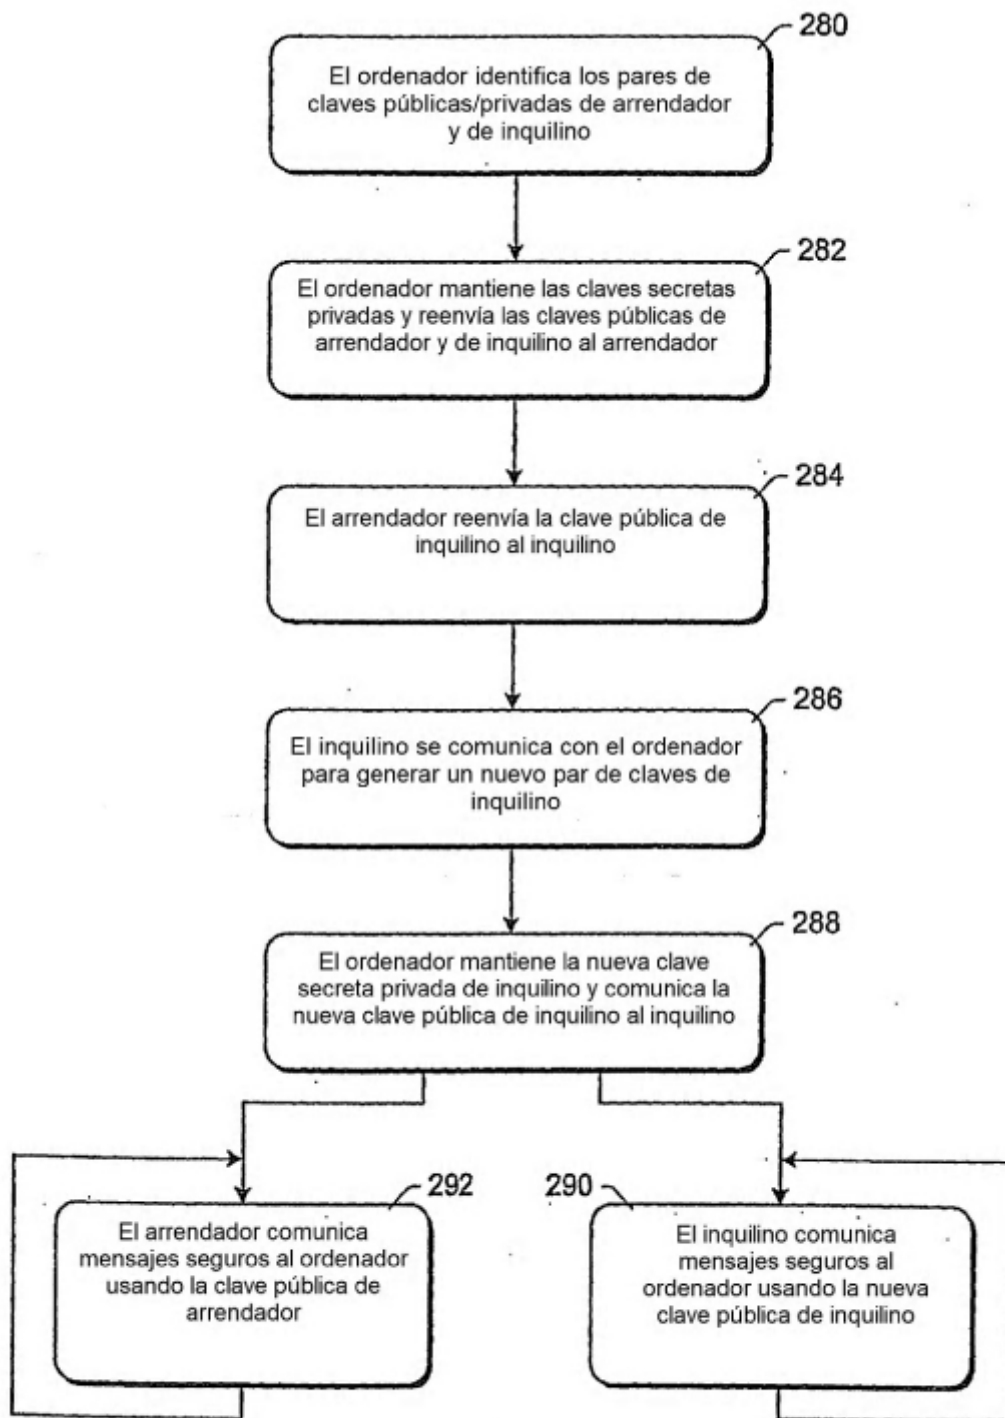 280
El ordenador identifica los pares de
claves públicas/privadas de arrendador
y de inquilino
282
El ordenador mantiene las claves secretas
privadas y reenvía las claves públicas de
arrendador y de inquilino al arrendador
284
El arrendador reenvía la clave pública de
inquilino al inquilino
286
El inquilino se comunica con el ordenador
para generar un nuevo par de claves de
inquilino
288
El ordenador mantiene la nueva clave
secreta privada de inquilino y comunica la
nueva clave pública de inquilino al inquilino
292
El arrendador comunica
mensajes seguros al ordenador
usando la clave pública de
arrendador
290
El inquilino comunica
mensajes seguros al
ordenador usando la nueva
clave pública de inquilino